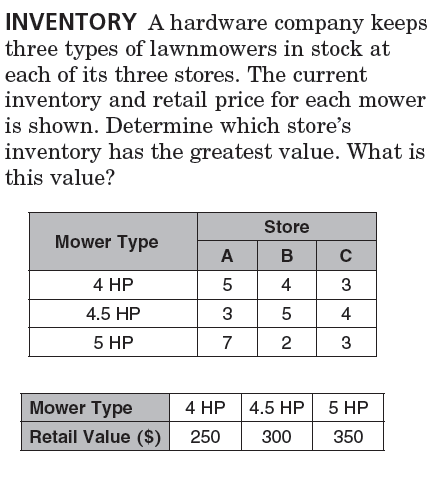 INVENTORY A hardware company keeps
three types of lawnmowers in stock at
each of its three stores. The current
inventory and retail price for each mower
is shown. Determine which store's
inventory has the greatest value. What is
this value?
Mower Type Store
A B C
4 HP 5 4 3
4.5 HP 3 5 4
5 HP 7 2 3
Mower Type 4 HP 4.5 HP 5 HP
Retail Value ($) 250 300 350